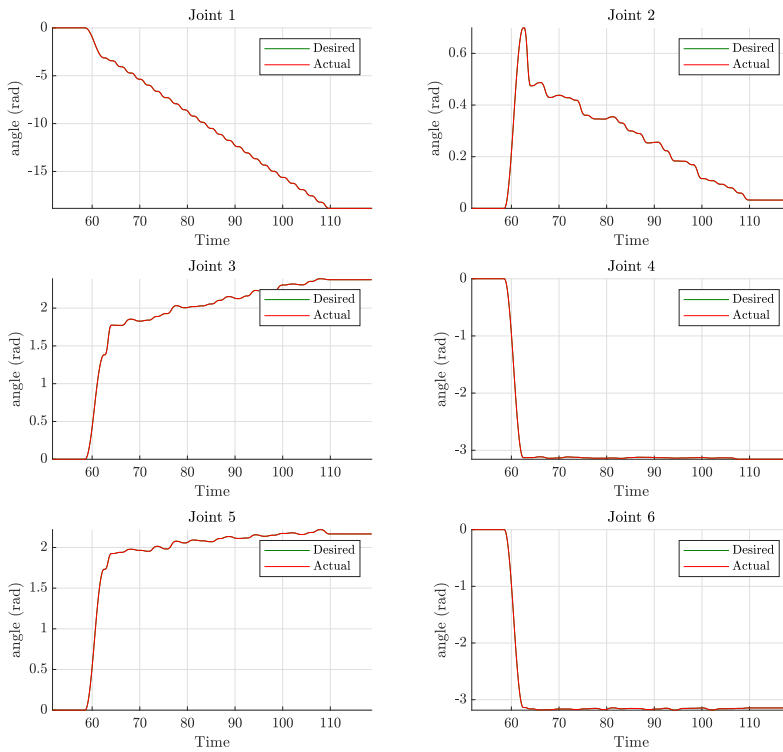 Joint 1
0
-5
-10
-15
angle (rad)
Desired
Actual
60 70 80 90 100 110
Time
Joint 2
0.6
0.4
0.2
0
angle (rad)
Desired
Actual
60 70 80 90 100 110
Time
Joint 3
2
1.5
1
0.5
0
angle (rad)
Desired
Actual
60 70 80 90 100 110
Time
Joint 4
0
-1
-2
-3
angle (rad)
Desired
Actual
60 70 80 90 100 110
Time
Joint 5
2
1.5
1
0.5
0
angle (rad)
Desired
Actual
60 70 80 90 100 110
Time
Joint 6
0
-1
-2
-3
angle (rad)
Desired
Actual
60 70 80 90 100 110
Time